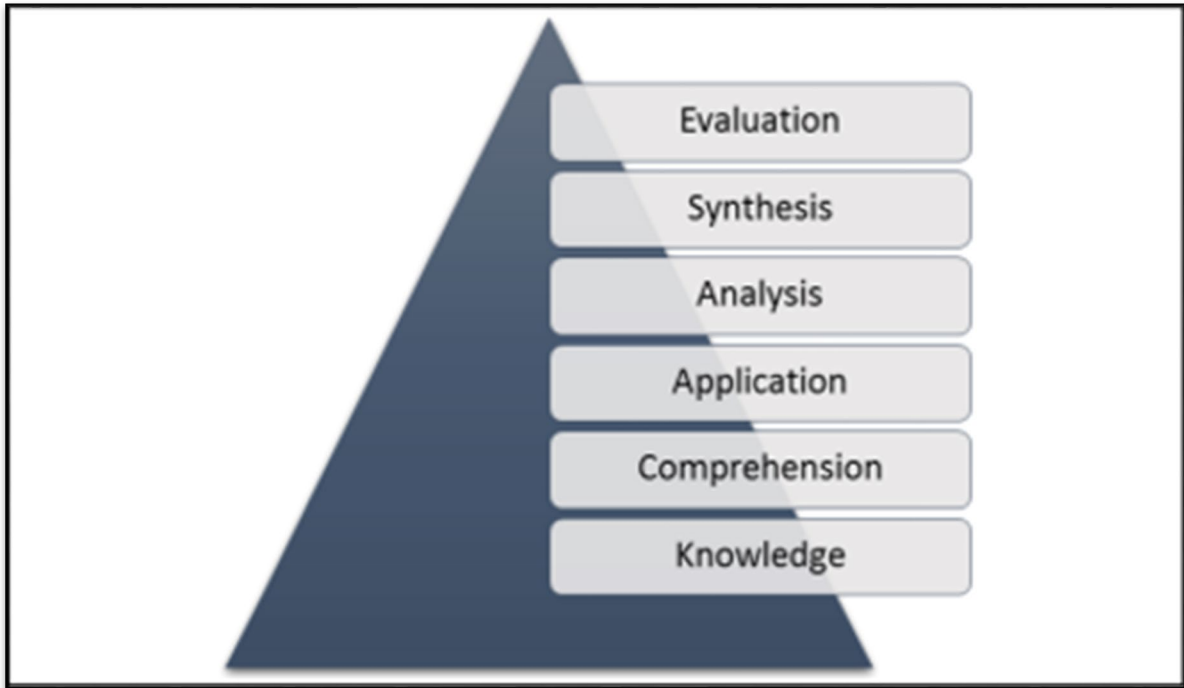 Evaluation
Synthesis
Analysis
Application
Comprehension
Knowledge